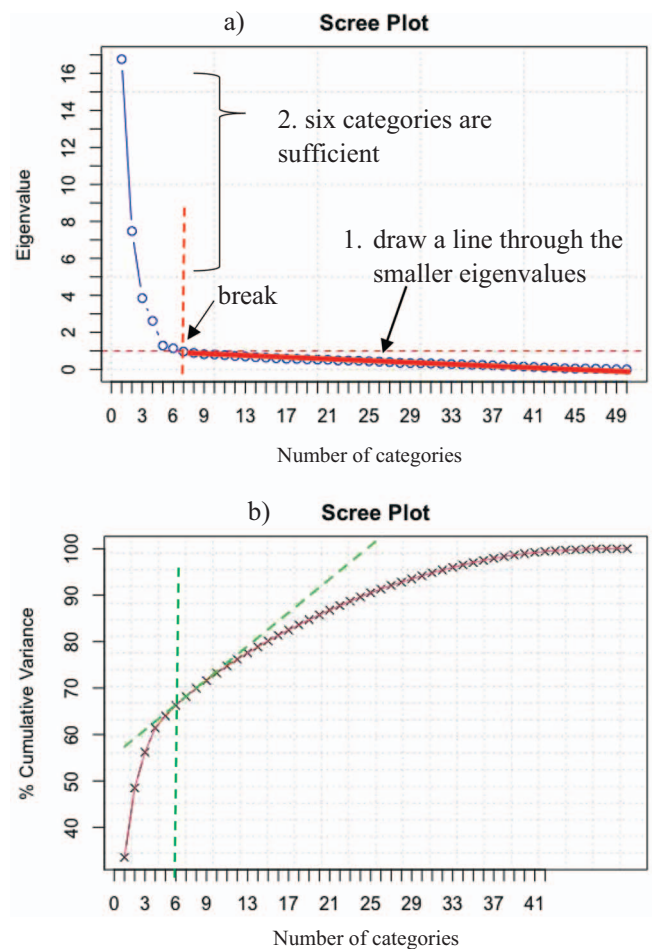 a)
Scree Plot
Eigenvalue
16
14
12
10
8
6
4
2
0
2. six categories are
sufficient
1. draw a line through the
smaller eigenvalues
break
0 3 6 9 13 17 21 25 29 33 37 41 45 49
Number of categories
b)
Scree Plot
% Cumulative Variance
100
90
80
70
60
50
40
0 3 6 9 13 17 21 25 29 33 37 41
Number of categories